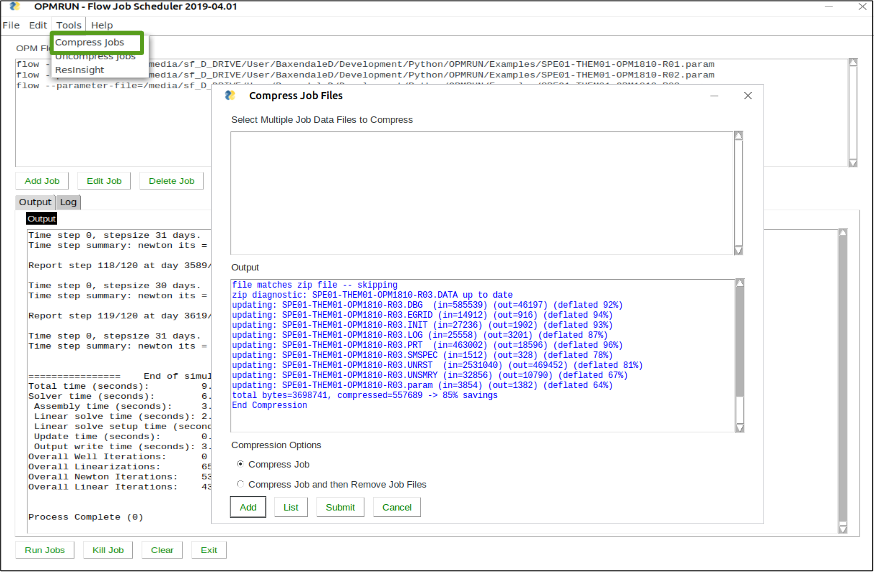 OPMRUN - Flow Job Scheduler 2019-04.01
File Edit Tools Help
Compress Jobs
Uncompress Jobs
ResInsight
OPM Fl
flow -
/media/sf_D_DRIVE/User/BaxendaleD/Development/Python/OPMRUN/Examples/SPE01-THEM01-OPM1810-R01.param
flow -
/media/sf_D_DRIVE/User/BaxendaleD/Development/Python/OPMRUN/Examples/SPE01-THEM01-OPM1810-R02.param
flow --parameter-file=/media/sf_D_DRIVE/User/BaxendaleD/Development/Python/OPMRUN/Examples/SPE01-THEM01-OPM1810-R03.param
Add Job Edit Job Delete Job
Output Log
Output
Time step 0, stepsize 31 days.
Time step summary: newton its =
Report step 118/120 at day 3589/
Time step 0, stepsize 30 days.
Time step summary: newton its =
Report step 119/120 at day 3619/
Time step 0, stepsize 31 days.
Time step summary: newton its =
================ End of simul
Total time (seconds): 9.
Solver time (seconds): 6.
Assembly time (seconds): 3.
Linear solve time (seconds): 2.
Linear solve setup time (second
Update time (seconds): 0.
Output write time (seconds): 3.
Overall Well Iterations: 0
Overall Linearizations: 65
Overall Newton Iterations: 53
Overall Linear Iterations: 43
Process Complete (0)
Run Jobs Kill Job Clear Exit
Compress Job Files
Select Multiple Job Data Files to Compress
Output
file matches zip file -- skipping
zip diagnostic: SPE01-THEM01-OPM1810-R03.DATA up to date
updating: SPE01-THEM01-OPM1810-R03.DBG (in=585539) (out=46197) (deflated 92%)
updating: SPE01-THEM01-OPM1810-R03.EGRID (in=14912) (out=916) (deflated 94%)
updating: SPE01-THEM01-OPM1810-R03.INIT (in=27236) (out=1902) (deflated 93%)
updating: SPE01-THEM01-OPM1810-R03.LOG (in=25558) (out=3201) (deflated 87%)
updating: SPE01-THEM01-OPM1810-R03.PRT (in=463002) (out=18596) (deflated 96%)
updating: SPE01-THEM01-OPM1810-R03.SMSPEC (in=1512) (out=328) (deflated 78%)
updating: SPE01-THEM01-OPM1810-R03.UNRST (in=2531040) (out=469452) (deflated 81%)
updating: SPE01-THEM01-OPM1810-R03.UNSMRY (in=32856) (out=10790) (deflated 67%)
updating: SPE01-THEM01-OPM1810-R03.param (in=3854) (out=1382) (deflated 64%)
total bytes=3698741, compressed=557689 -> 85% savings
End Compression
Compression Options
Compress Job
Compress Job and then Remove Job Files
Add List Submit Cancel